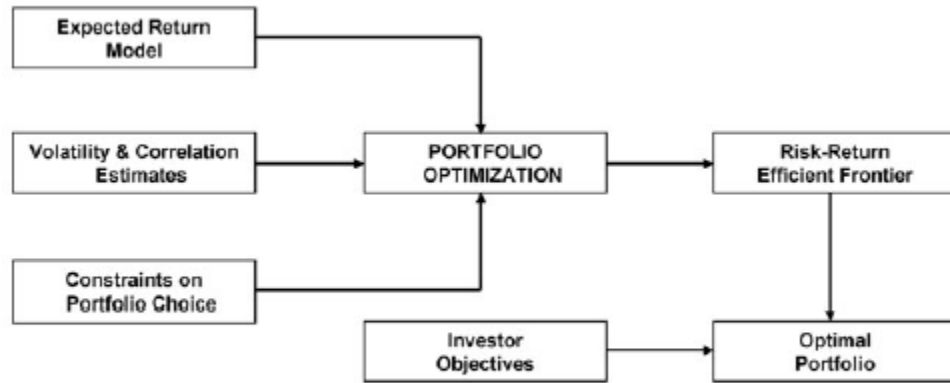 Expected Return
Model
Volatility & Correlation
Estimates
PORTFOLIO
OPTIMIZATION
Risk-Return
Efficient Frontier
Constraints on
Portfolio Choice
Investor
Objectives
Optimal
Portfolio